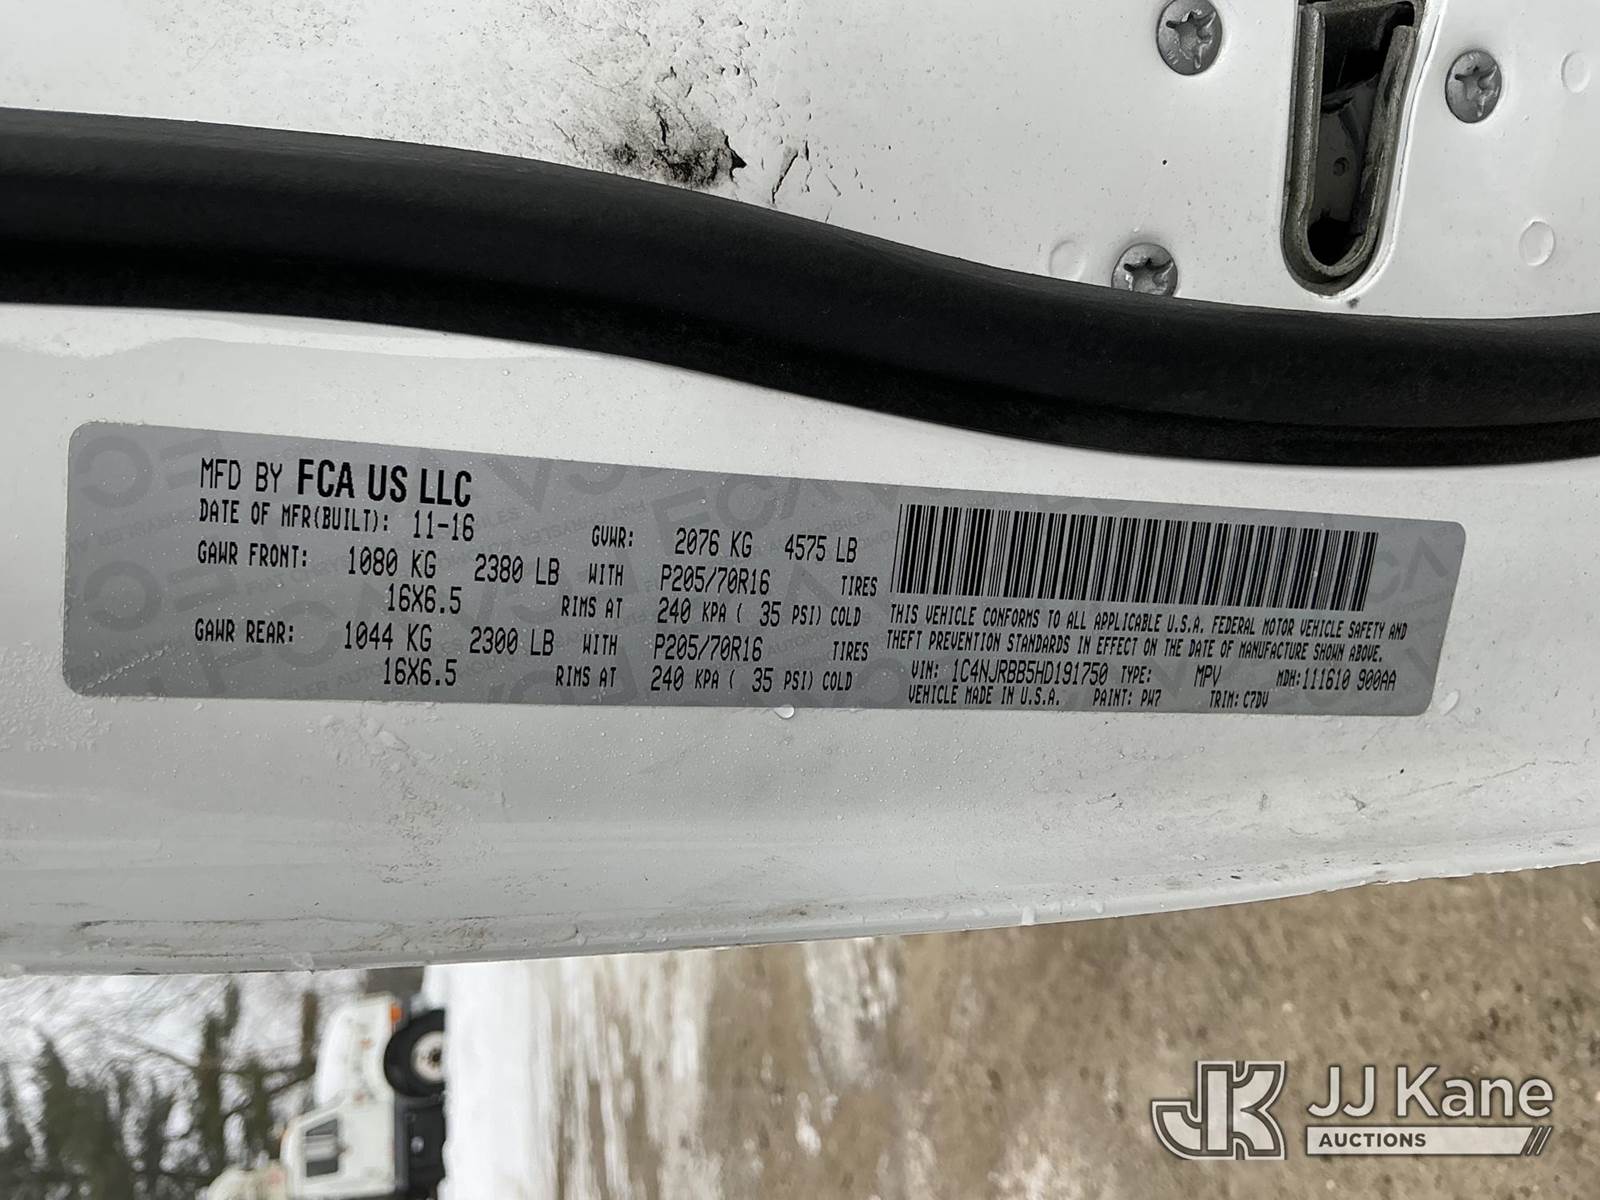 MFD BY FCA US LLC
DATE OF MFR(BUILT): 11-16 GVWR: 2076 KG 4575 LB
GAWR FRONT: 1080 KG 2380 LB WITH P205/70R16 TIRES
16X6.5 RIMS AT 240 KPA ( 35 PSI) COLD
GAWR REAR: 1044 KG 2300 LB WITH P205/70R16 TIRES
16X6.5 RIMS AT 240 KPA ( 35 PSI) COLD
THIS VEHICLE CONFORMS TO ALL APPLICABLE U.S.A. FEDERAL MOTOR VEHICLE SAFETY AND
THEFT PREVENTION STANDARDS IN EFFECT ON THE DATE OF MANUFACTURE SHOWN ABOVE.
VIN: 1C4NJRBB5HD191750 TYPE: MPV MDH:111610 900AA
VEHICLE MADE IN U.S.A. PAINT: PW7 TRIM: C7DV
JK JJ Kane
AUCTIONS